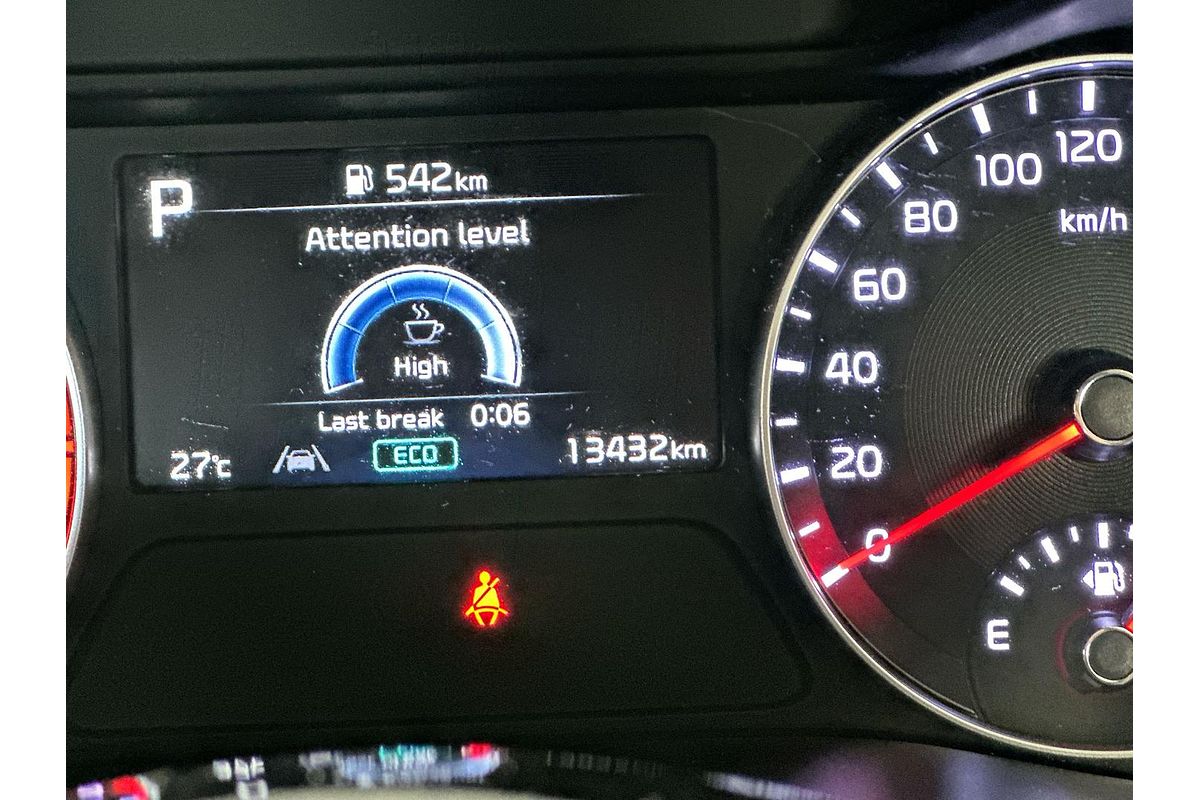 P
542km
Attention level
High
Last break 0:06
27°c
ECO
13432km
120
100
80
60
40
20
0
km/h
E